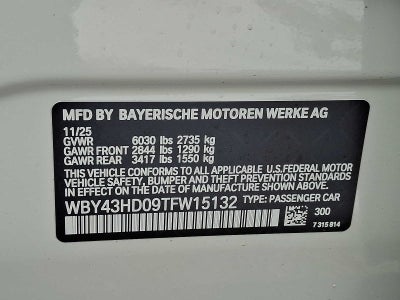 MFD BY BAYERISCHE MOTOREN WERKE AG
11/25
GVWR 6030 lbs 2735 kg
GAWR FRONT 2844 lbs 1290 kg
GAWR REAR 3417 lbs 1550 kg
THIS VEHICLE CONFORMS TO ALL APPLICABLE U.S.FEDERAL MOTOR
VEHICLE SAFETY, BUMPER, AND THEFT PREVENTION STANDARDS
IN EFFECT ON THE DATE OF MANUFACTURE SHOWN ABOVE.
WBY43HD09TFW15132 TYPE: PASSENGER CAR
300
7 315 814